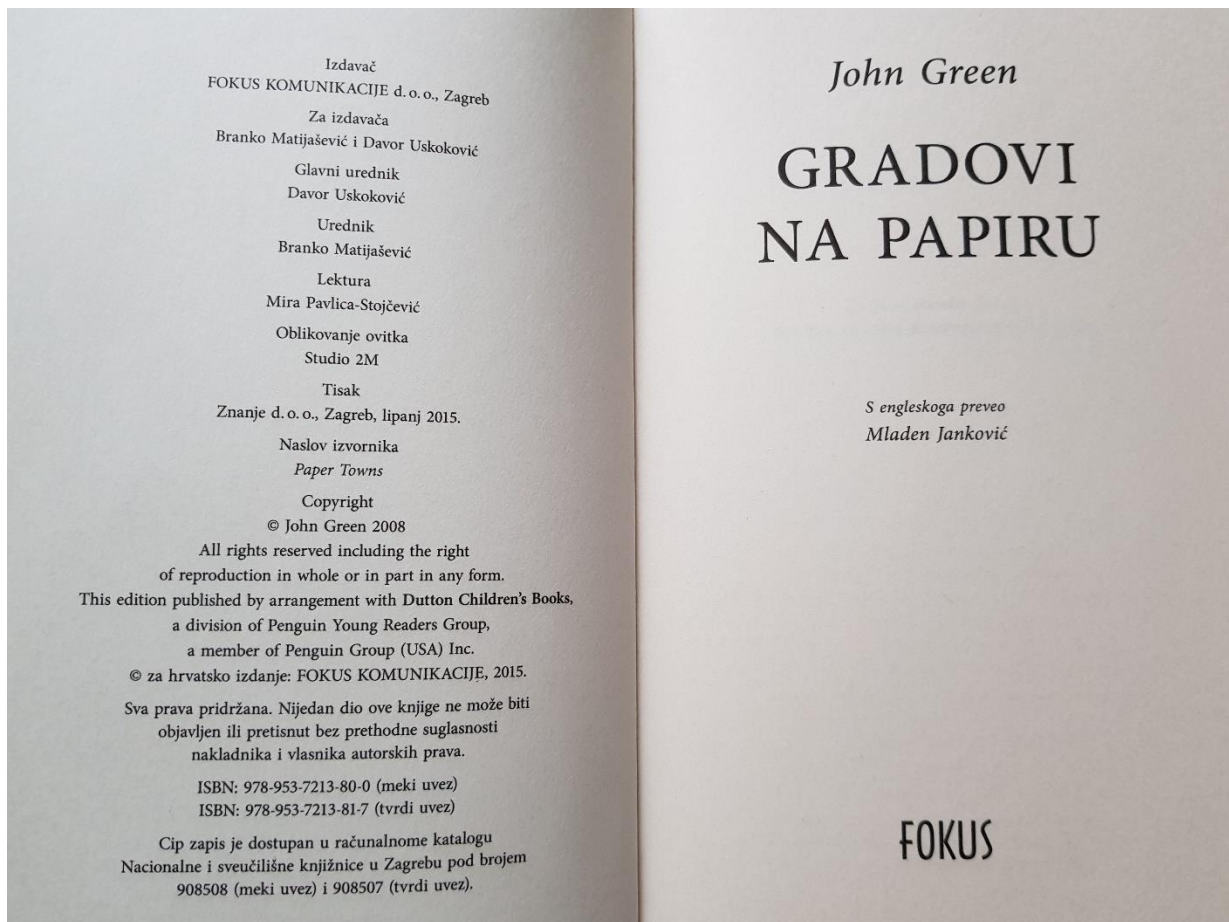 Izdavač
FOKUS KOMUNIKACIJE d. o. o., Zagreb
Za izdavača
Branko Matijašević i Davor Uskoković
Glavni urednik
Davor Uskoković
Urednik
Branko Matijašević
Lektura
Mira Pavlica-Stojčević
Oblikovanje ovitka
Studio 2M
Tisak
Znanje d. o. o., Zagreb, lipanj 2015.
Naslov izvornika
Paper Towns
Copyright
© John Green 2008
All rights reserved including the right
of reproduction in whole or in part in any form.
This edition published by arrangement with Dutton Children's Books,
a division of Penguin Young Readers Group,
a member of Penguin Group (USA) Inc.
© za hrvatsko izdanje: FOKUS KOMUNIKACIJE, 2015.
Sva prava pridržana. Nijedan dio ove knjige ne može biti
objavljen ili pretisnut bez prethodne suglasnosti
nakladnika i vlasnika autorskih prava.
ISBN: 978-953-7213-80-0 (meki uvez)
ISBN: 978-953-7213-81-7 (tvrdi uvez)
Cip zapis je dostupan u računalnome katalogu
Nacionalne i sveučilišne knjižnice u Zagrebu pod brojem
908508 (meki uvez) i 908507 (tvrdi uvez).
John Green
GRADOVI
NA PAPIRU
S engleskoga preveo
Mladen Janković
FOKUS